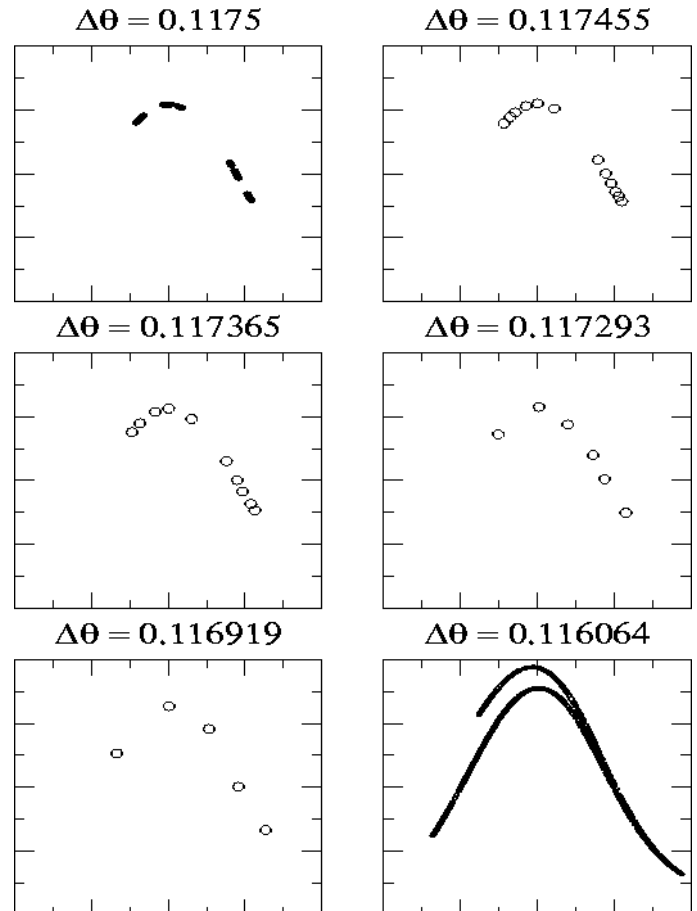 Δθ = 0.1175
Δθ = 0.117455
Δθ = 0.117365
Δθ = 0.117293
Δθ = 0.116919
Δθ = 0.116064